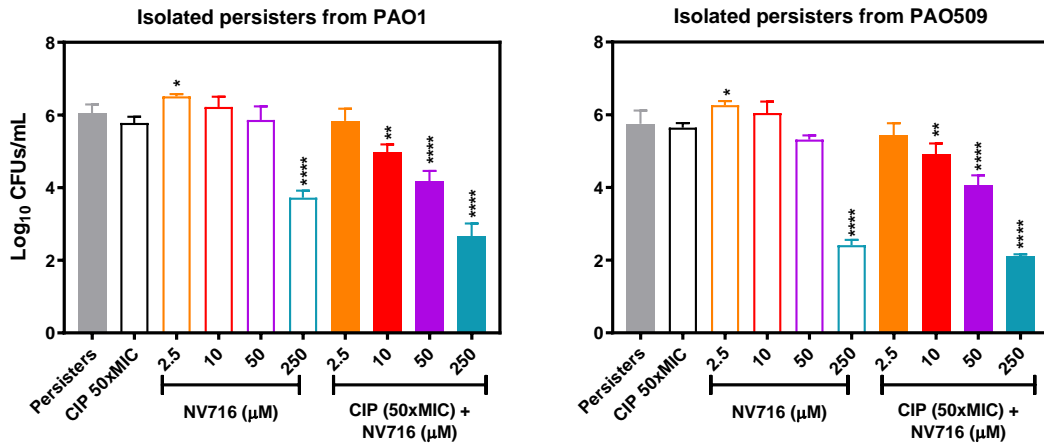 Isolated persisters from PAO1
Log10 CFUs/mL
8
6
4
2
0
*
****
**
****
****
Persisters
CIP 50xMIC
2.5
10
50
250
2.5
10
50
250
NV716 (μM)
CIP (50xMIC) +
NV716 (μM)
Isolated persisters from PAO509
8
6
4
2
0
*
****
**
****
****
Persisters
CIP 50xMIC
2.5
10
50
250
2.5
10
50
250
NV716 (μM)
CIP (50xMIC) +
NV716 (μM)